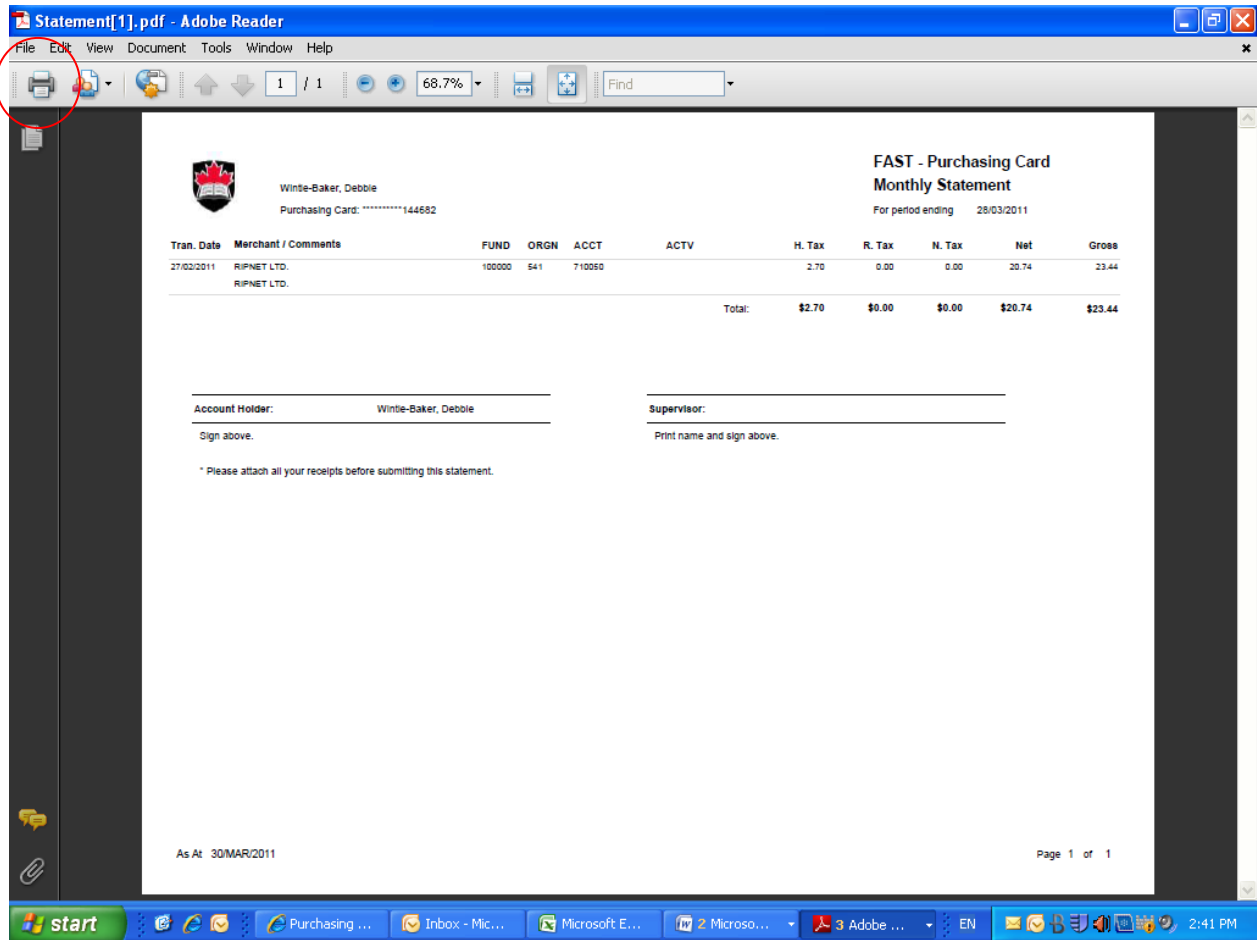 Statement[1].pdf - Adobe Reader
File Edit View Document Tools Window Help
1 / 1 68.7% Find
FAST - Purchasing Card
Monthly Statement
Wintle-Baker, Debbie
Purchasing Card: **********144682
For period ending 28/03/2011
Tran. Date Merchant / Comments FUND ORGN ACCT ACTV H. Tax R. Tax N. Tax Net Gross
27/02/2011 RIPNET LTD. 100000 541 710050 2.70 0.00 0.00 20.74 23.44
RIPNET LTD.
Total: $2.70 $0.00 $0.00 $20.74 $23.44
Account Holder: Wintle-Baker, Debbie Supervisor:
Sign above. Print name and sign above.
* Please attach all your receipts before submitting this statement.
As At 30/MAR/2011 Page 1 of 1
start Purchasing ... Inbox - Mic... Microsoft E... 2 Microso... 3 Adobe ... EN 2:41 PM